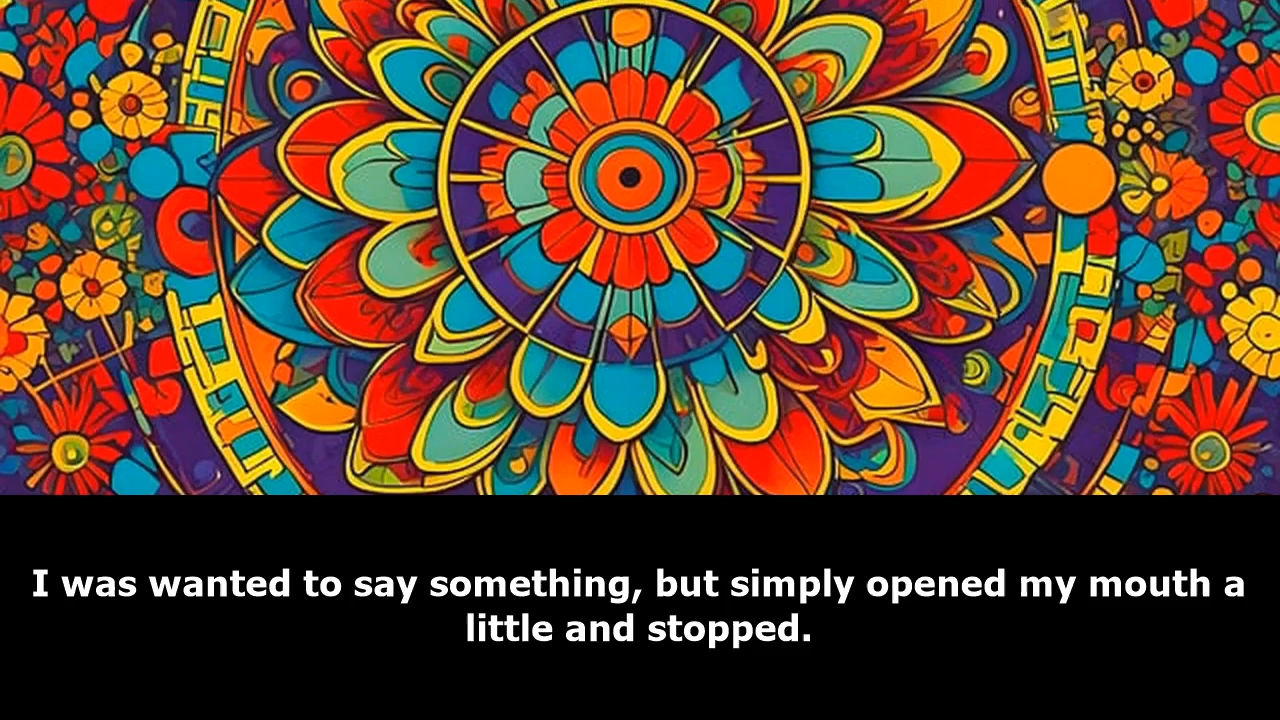 I was wanted to say something, but simply opened my mouth a
little and stopped.